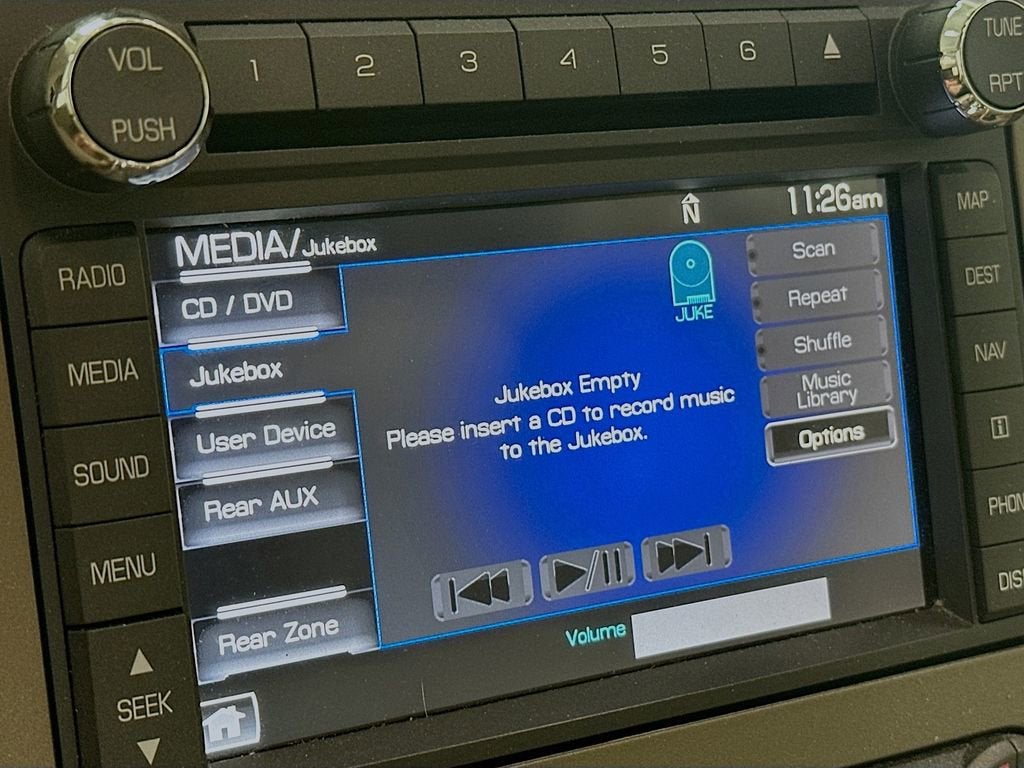 VOL
PUSH
1
2
3
4
5
6
TUNE
RPT
RADIO
MEDIA
SOUND
MENU
SEEK
MEDIA/Jukebox
N
11:26am
CD / DVD
Jukebox
User Device
Rear AUX
Rear Zone
JUKE
Jukebox Empty
Please insert a CD to record music
to the Jukebox.
Scan
Repeat
Shuffle
Music
Library
Options
Volume
MAP
DEST
NAV
i
PHON
DIS